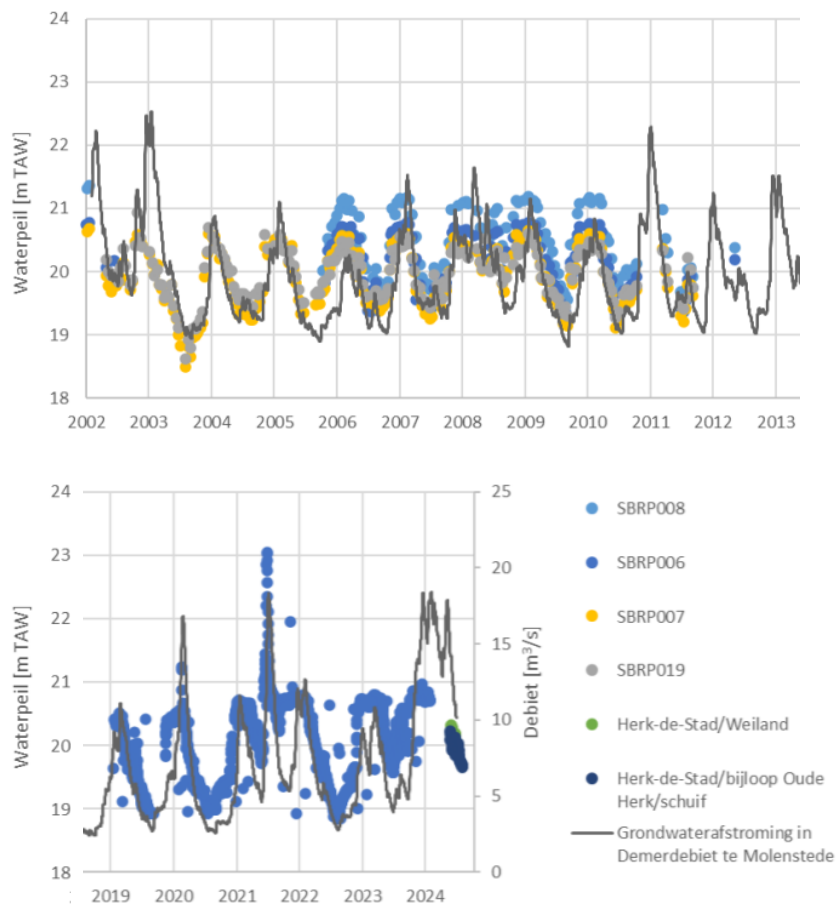 24
23
22
21
20
19
18
Waterpeil [m TAW]
2002 2003 2004 2005 2006 2007 2008 2009 2010 2011 2012 2013
24
23
22
21
20
19
18
Waterpeil [m TAW]
25
20
15
10
5
0
Debiet [m³/s]
2019 2020 2021 2022 2023 2024
SBRP008
SBRP006
SBRP007
SBRP019
Herk-de-Stad/Weiland
Herk-de-Stad/bijloop Oude
Herk/schuif
Grondwaterafstroming in
Demerdebiet te Molenstede